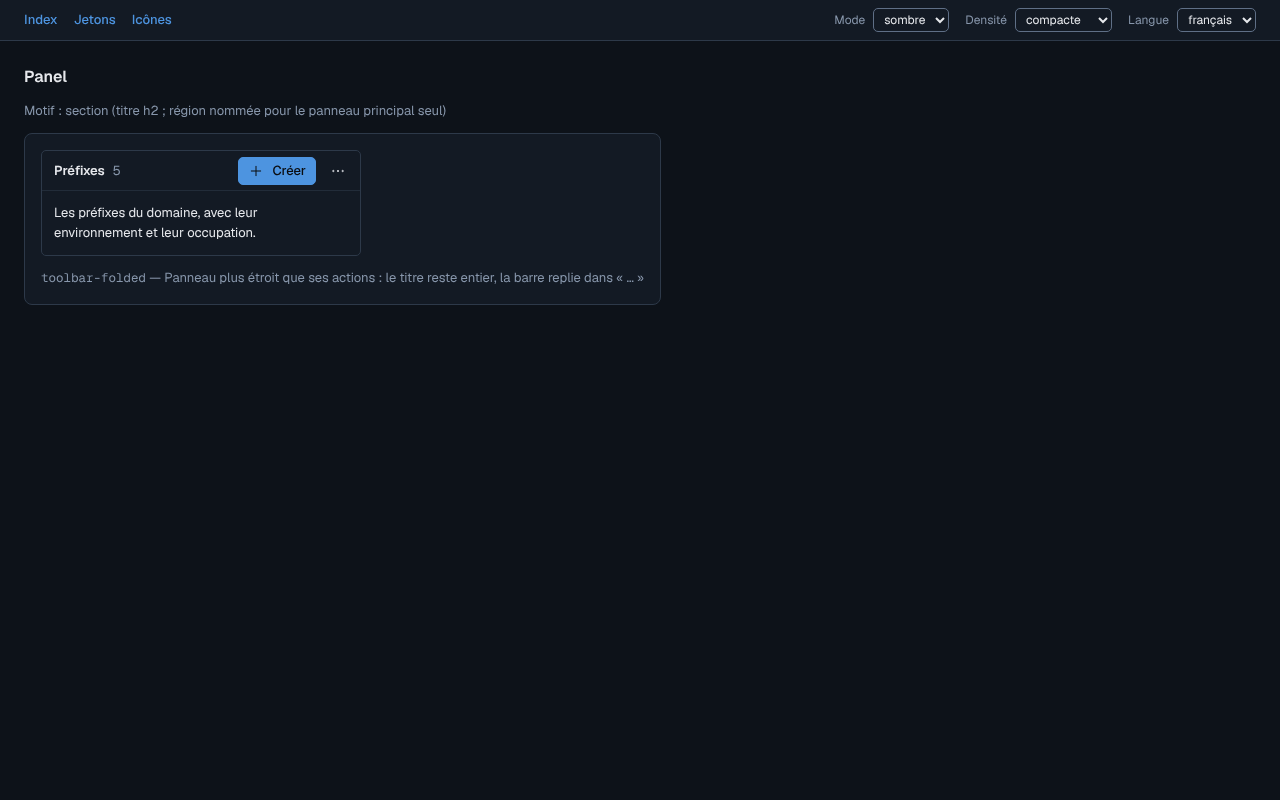 Index Jetons Icônes Mode sombre Densité compacte Langue français
Panel
Motif : section (titre h2 ; région nommée pour le panneau principal seul)
Préfixes 5 Créer ...
Les préfixes du domaine, avec leur
environnement et leur occupation.
toolbar-folded — Panneau plus étroit que ses actions : le titre reste entier, la barre replie dans « … »